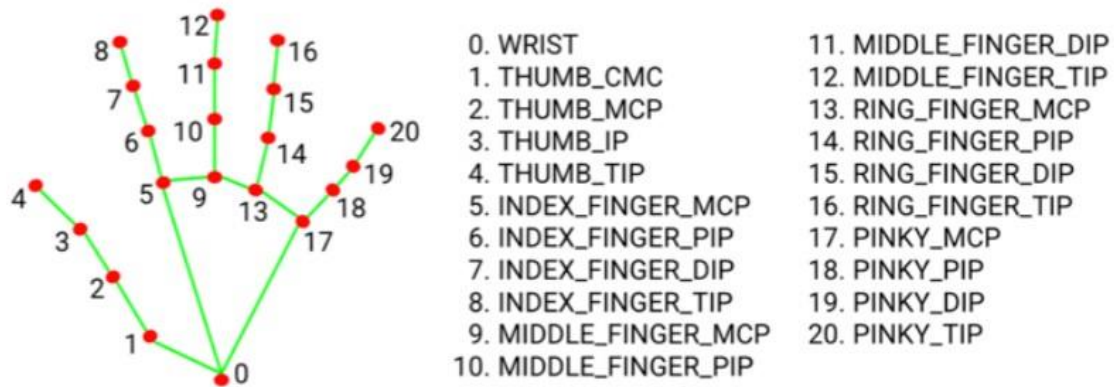 12
8
16
11
7
15
20
6
10
14
19
4
5
9
13
18
3
17
2
1
0
0. WRIST
1. THUMB_CMC
2. THUMB_MCP
3. THUMB_IP
4. THUMB_TIP
5. INDEX_FINGER_MCP
6. INDEX_FINGER_PIP
7. INDEX_FINGER_DIP
8. INDEX_FINGER_TIP
9. MIDDLE_FINGER_MCP
10. MIDDLE_FINGER_PIP
11. MIDDLE_FINGER_DIP
12. MIDDLE_FINGER_TIP
13. RING_FINGER_MCP
14. RING_FINGER_PIP
15. RING_FINGER_DIP
16. RING_FINGER_TIP
17. PINKY_MCP
18. PINKY_PIP
19. PINKY_DIP
20. PINKY_TIP